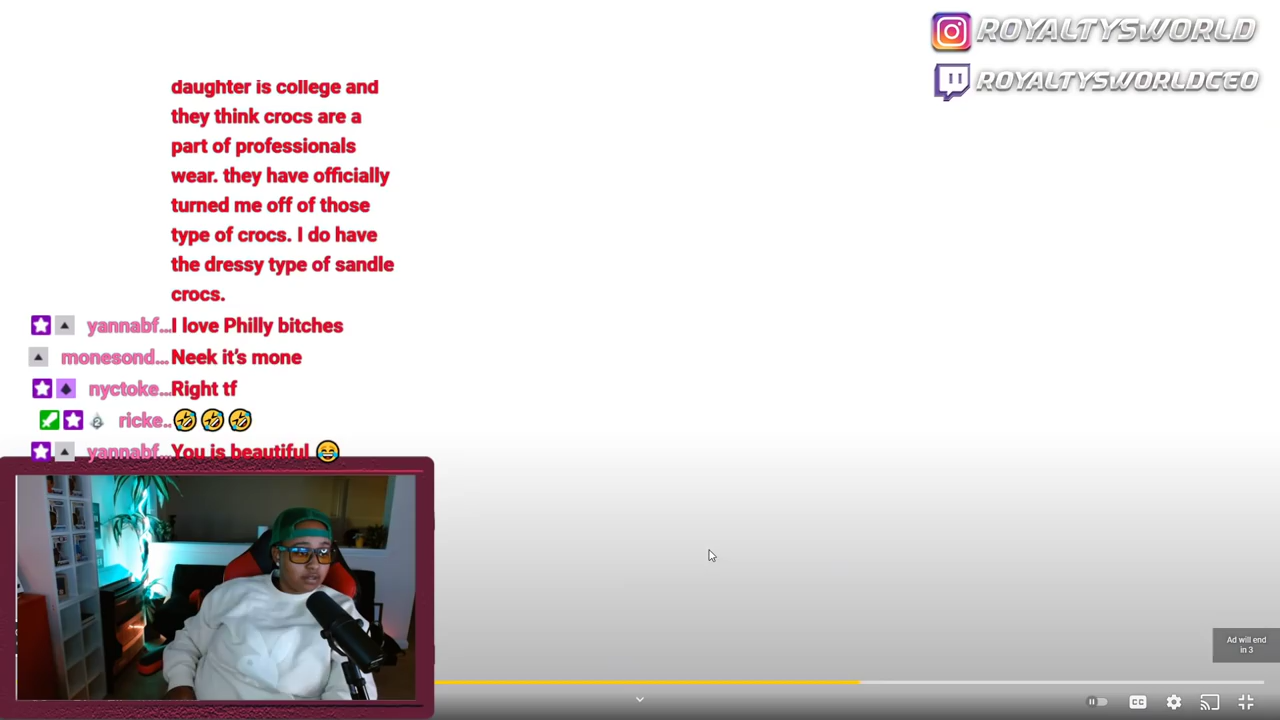 ROYALTYSWORLD
ROYALTYSWORLDCEO
daughter is college and
they think crocs are a
part of professionals
wear. they have officially
turned me off of those
type of crocs. I do have
the dressy type of sandle
crocs.
yannabf... I love Philly bitches
monesond... Neek it's mone
nyctoke... Right tf
ricke.. 🤣🤣🤣
yannabf... You is beautiful 😂
Ad will end
in 3
CC